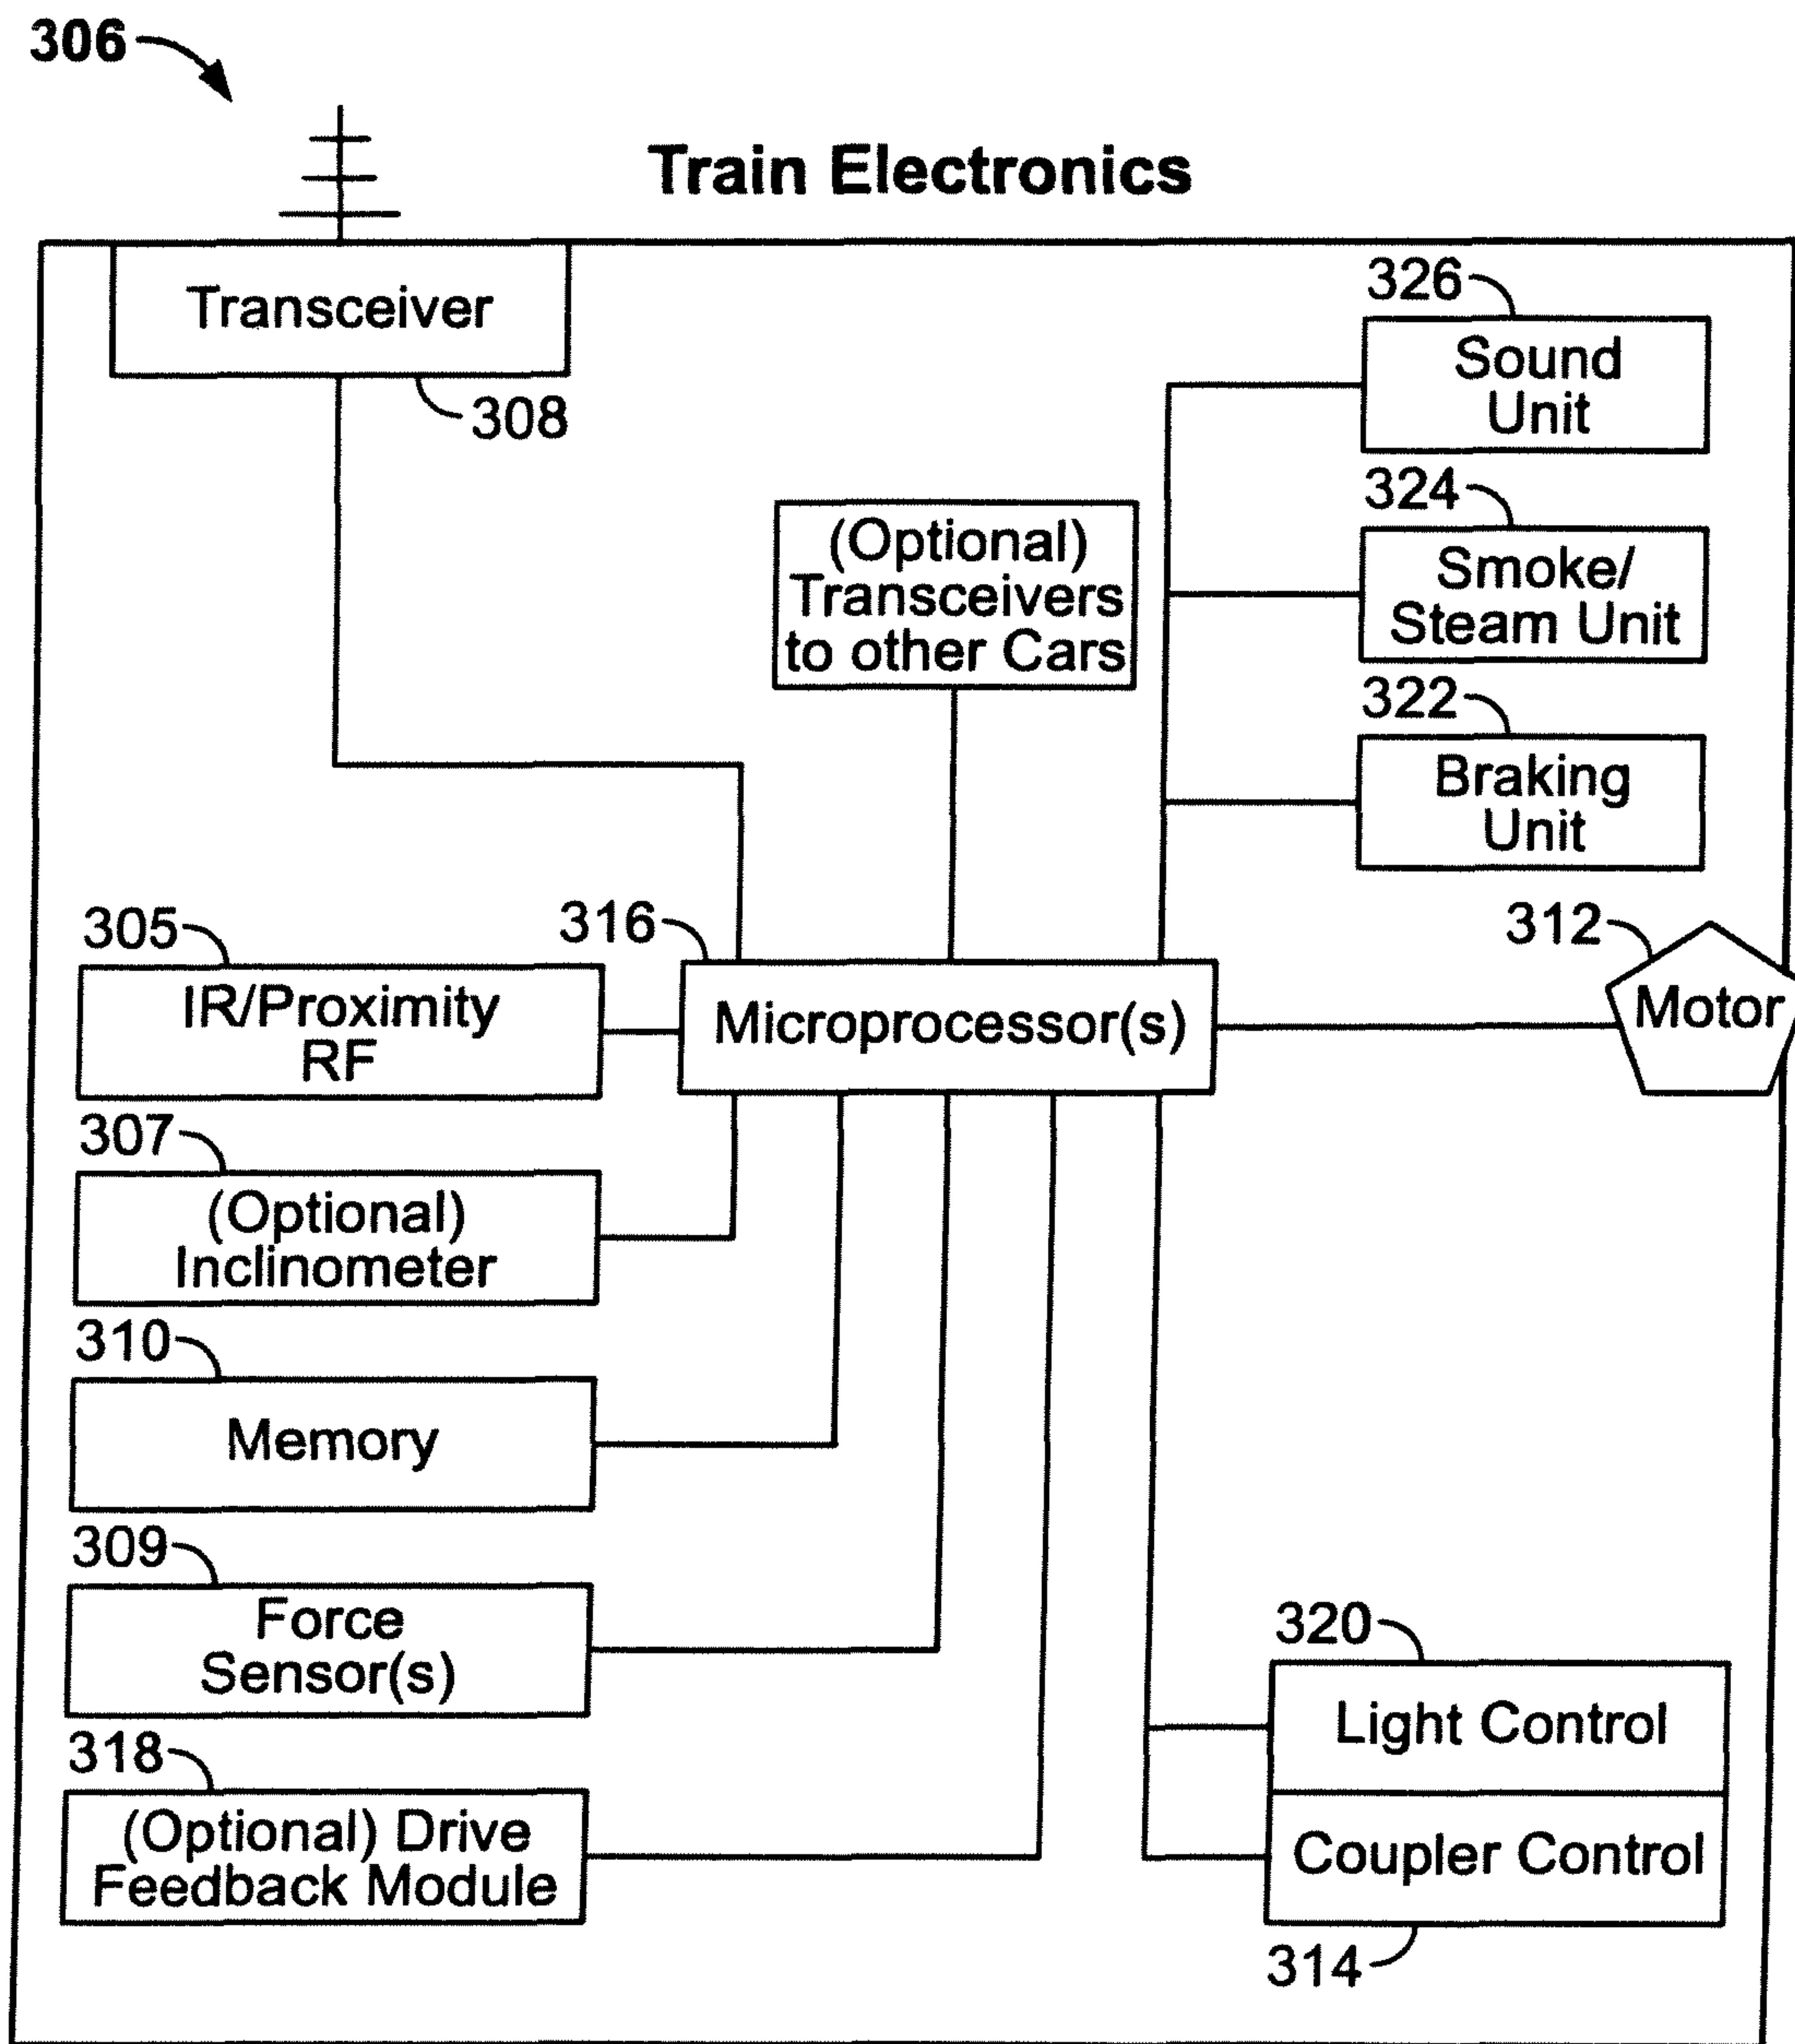 306
Train Electronics
Transceiver
308
326
Sound
Unit
324
Smoke/
Steam Unit
322
Braking
Unit
(Optional)
Transceivers
to other Cars
305
IR/Proximity
RF
316
Microprocessor(s)
312
Motor
307
(Optional)
Inclinometer
310
Memory
309
Force
Sensor(s)
318
(Optional) Drive
Feedback Module
320
Light Control
Coupler Control
314